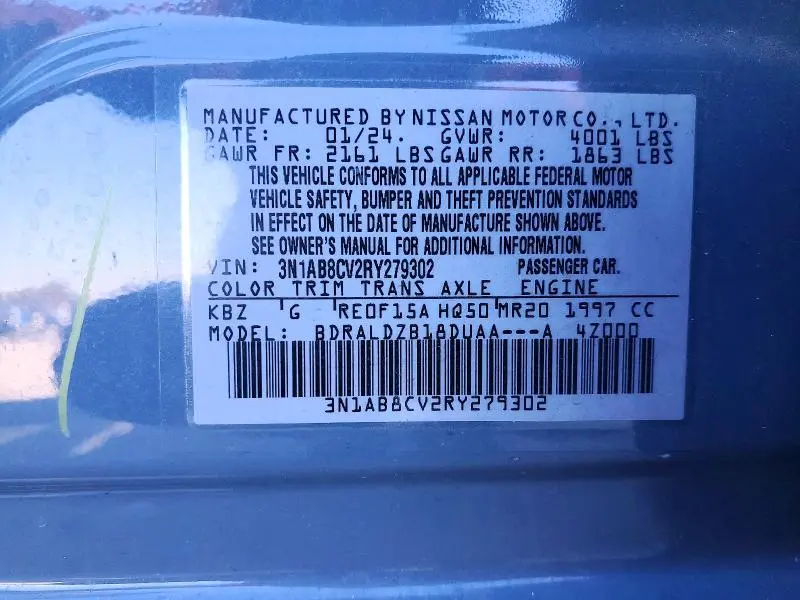 MANUFACTURED BY NISSAN MOTOR CO., LTD.
DATE: 01/24. GVWR: 4001 LBS
GAWR FR: 2161 LBS GAWR RR: 1863 LBS
THIS VEHICLE CONFORMS TO ALL APPLICABLE FEDERAL MOTOR
VEHICLE SAFETY, BUMPER AND THEFT PREVENTION STANDARDS
IN EFFECT ON THE DATE OF MANUFACTURE SHOWN ABOVE.
SEE OWNER'S MANUAL FOR ADDITIONAL INFORMATION.
VIN: 3N1AB8CV2RY279302 PASSENGER CAR.
COLOR TRIM TRANS AXLE ENGINE
KBZ G RE0F15A HQ50 MR20 1997 CC
MODEL: BDRALDZB18DUAA---A 4Z000
3N1AB8CV2RY279302